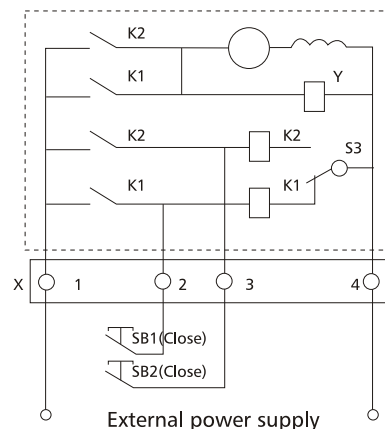 K2
K1 Y
K2 K2
S3
K1 K1
X 1 2 3 4
SB1(Close)
SB2(Close)
External power supply